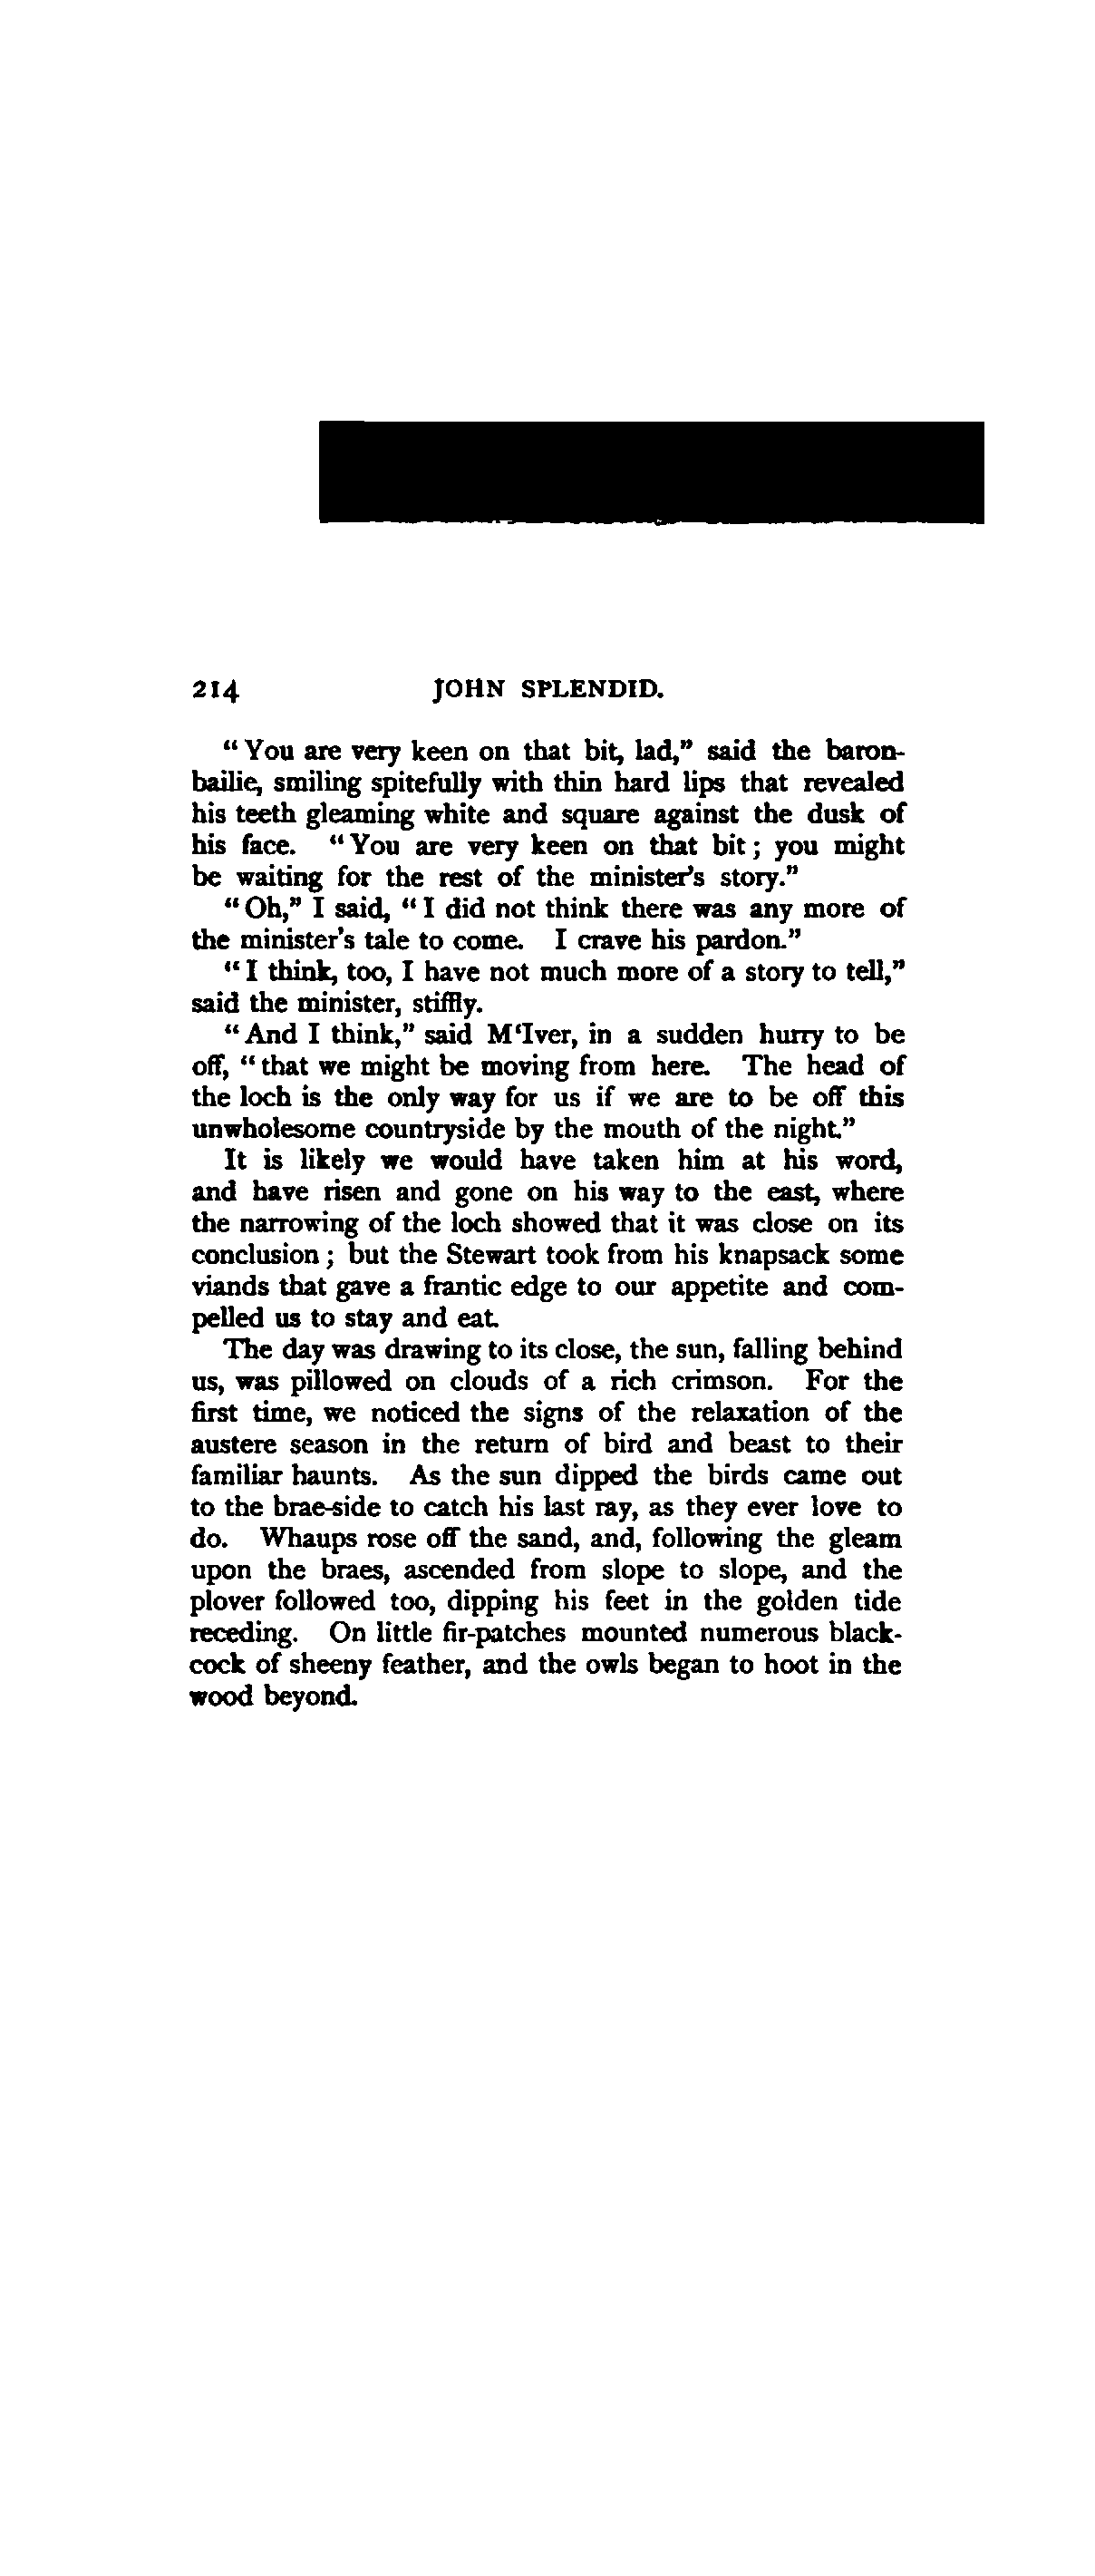 214 JOHN SPLENDID.
“ You are very keen on that bit, lad,” said the baron-
bailie, smiling spitefully with thin hard lips that revealed
his teeth gleaming white and square against the dusk of
his face. “ You are very keen on that bit ; you might
be waiting for the rest of the minister’s story.”
“ Oh,” I said, “ I did not think there was any more of
the minister’s tale to come. I crave his pardon.”
“ I think, too, I have not much more of a story to tell,”
said the minister, stiffly.
“ And I think,” said M‘Iver, in a sudden hurry to be
off, “ that we might be moving from here. The head of
the loch is the only way for us if we are to be off this
unwholesome countryside by the mouth of the night.”
It is likely we would have taken him at his word,
and have risen and gone on his way to the east, where
the narrowing of the loch showed that it was close on its
conclusion ; but the Stewart took from his knapsack some
viands that gave a frantic edge to our appetite and com-
pelled us to stay and eat.
The day was drawing to its close, the sun, falling behind
us, was pillowed on clouds of a rich crimson. For the
first time, we noticed the signs of the relaxation of the
austere season in the return of bird and beast to their
familiar haunts. As the sun dipped the birds came out
to the brae-side to catch his last ray, as they ever love to
do. Whaups rose off the sand, and, following the gleam
upon the braes, ascended from slope to slope, and the
plover followed too, dipping his feet in the golden tide
receding. On little fir-patches mounted numerous black-
cock of sheeny feather, and the owls began to hoot in the
wood beyond.